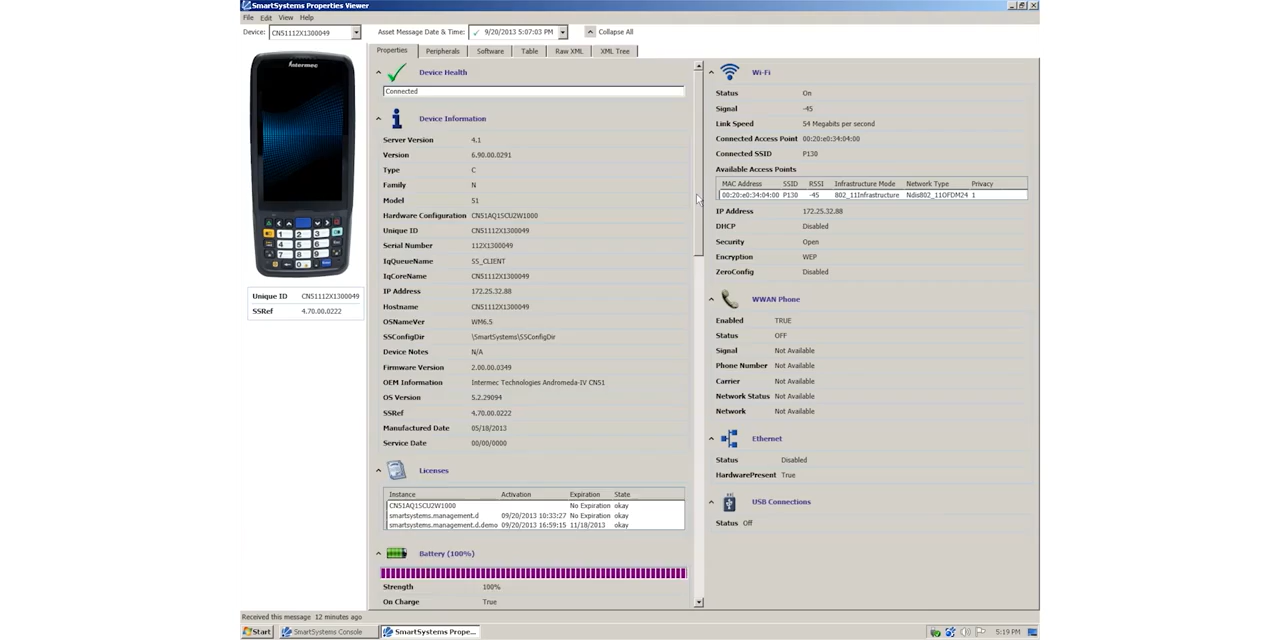 SmartSystems Properties Viewer
File Edit View Help
Device: CN51112X1300049
Asset Message Date & Time: 9/20/2013 5:07:03 PM Collapse All
Properties Peripherals Software Table Raw XML XML Tree
Intermec
Unique ID CN51112X1300049
SSRef 4.70.00.0222
Device Health
Connected
Device Information
Server Version 4.1
Version 6.90.00.0291
Type C
Family N
Model 51
Hardware Configuration CN51AQ1SCU2W1000
Unique ID CN51112X1300049
Serial Number 112X1300049
IqQueueName SS_CLIENT
IqCoreName CN51112X1300049
IP Address 172.25.32.88
Hostname CN51112X1300049
OSNameVer WM6.5
SSConfigDir \SmartSystems\SSConfigDir
Device Notes N/A
Firmware Version 2.00.00.0349
OEM Information Intermec Technologies Andromeda-IV CN51
OS Version 5.2.29094
SSRef 4.70.00.0222
Manufactured Date 05/18/2013
Service Date 00/00/0000
Licenses
Instance Activation Expiration State
CN51AQ1SCU2W1000 No Expiration okay
smartsystems.management.d 09/20/2013 10:33:27 No Expiration okay
smartsystems.management.d.demo 09/20/2013 16:59:15 11/18/2013 okay
Battery (100%)
Strength 100%
On Charge True
Wi-Fi
Status On
Signal -45
Link Speed 54 Megabits per second
Connected Access Point 00:20:e0:34:04:00
Connected SSID P130
Available Access Points
MAC Address SSID RSSI Infrastructure Mode Network Type Privacy
00:20:e0:34:04:00 P130 -45 802_11Infrastructure Ndis802_11OFDM24 1
IP Address 172.25.32.88
DHCP Disabled
Security Open
Encryption WEP
ZeroConfig Disabled
WWAN Phone
Enabled TRUE
Status OFF
Signal Not Available
Phone Number Not Available
Carrier Not Available
Network Status Not Available
Network Not Available
Ethernet
Status Disabled
HardwarePresent True
USB Connections
Status Off
Received this message 12 minutes ago
Start SmartSystems Console SmartSystems Prope... 5:19 PM